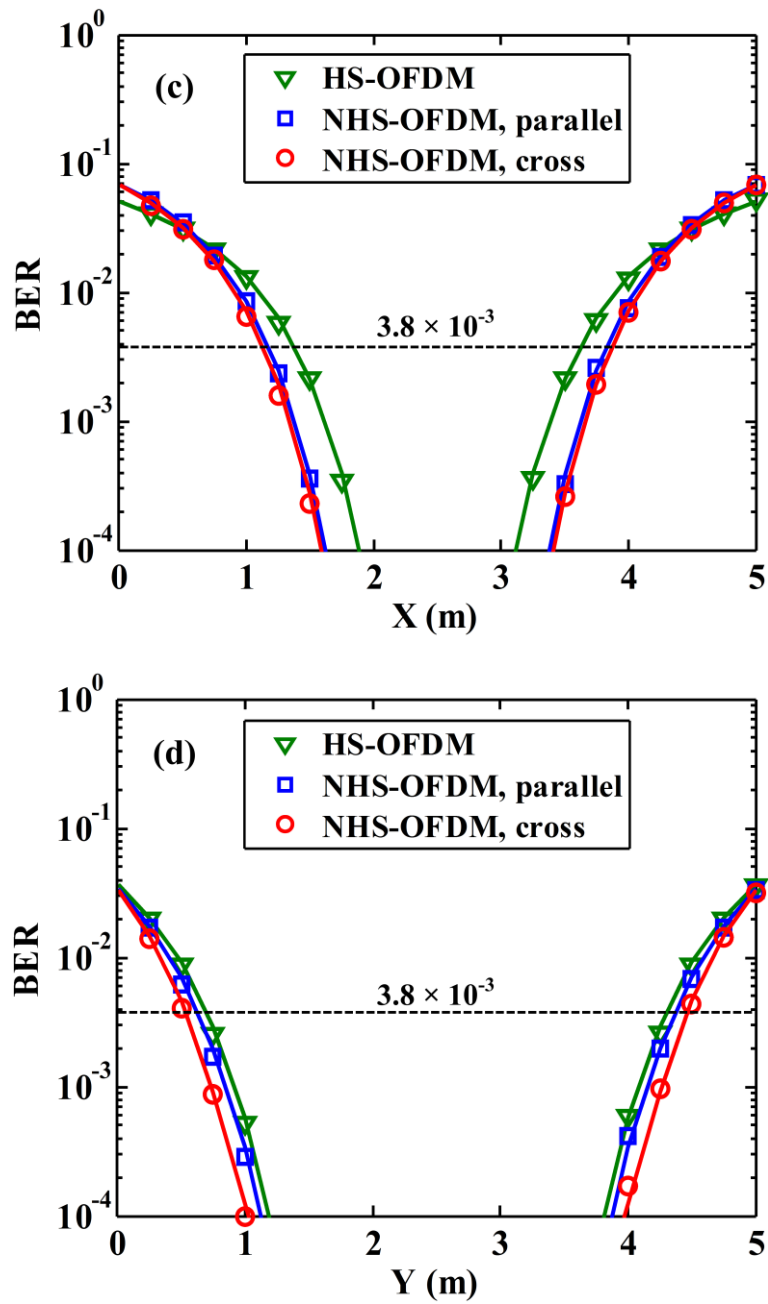 10^0
(c)
HS-OFDM
NHS-OFDM, parallel
NHS-OFDM, cross
10^-1
BER
10^-2
3.8 × 10^-3
10^-3
10^-4
0 1 2 3 4 5
X (m)
10^0
(d)
HS-OFDM
NHS-OFDM, parallel
NHS-OFDM, cross
10^-1
BER
10^-2
3.8 × 10^-3
10^-3
10^-4
0 1 2 3 4 5
Y (m)